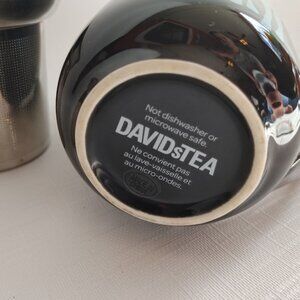 Not dishwasher or
microwave safe.
DAVIDsTEA
Ne convient pas
au lave-vaisselle et
au micro-ondes.